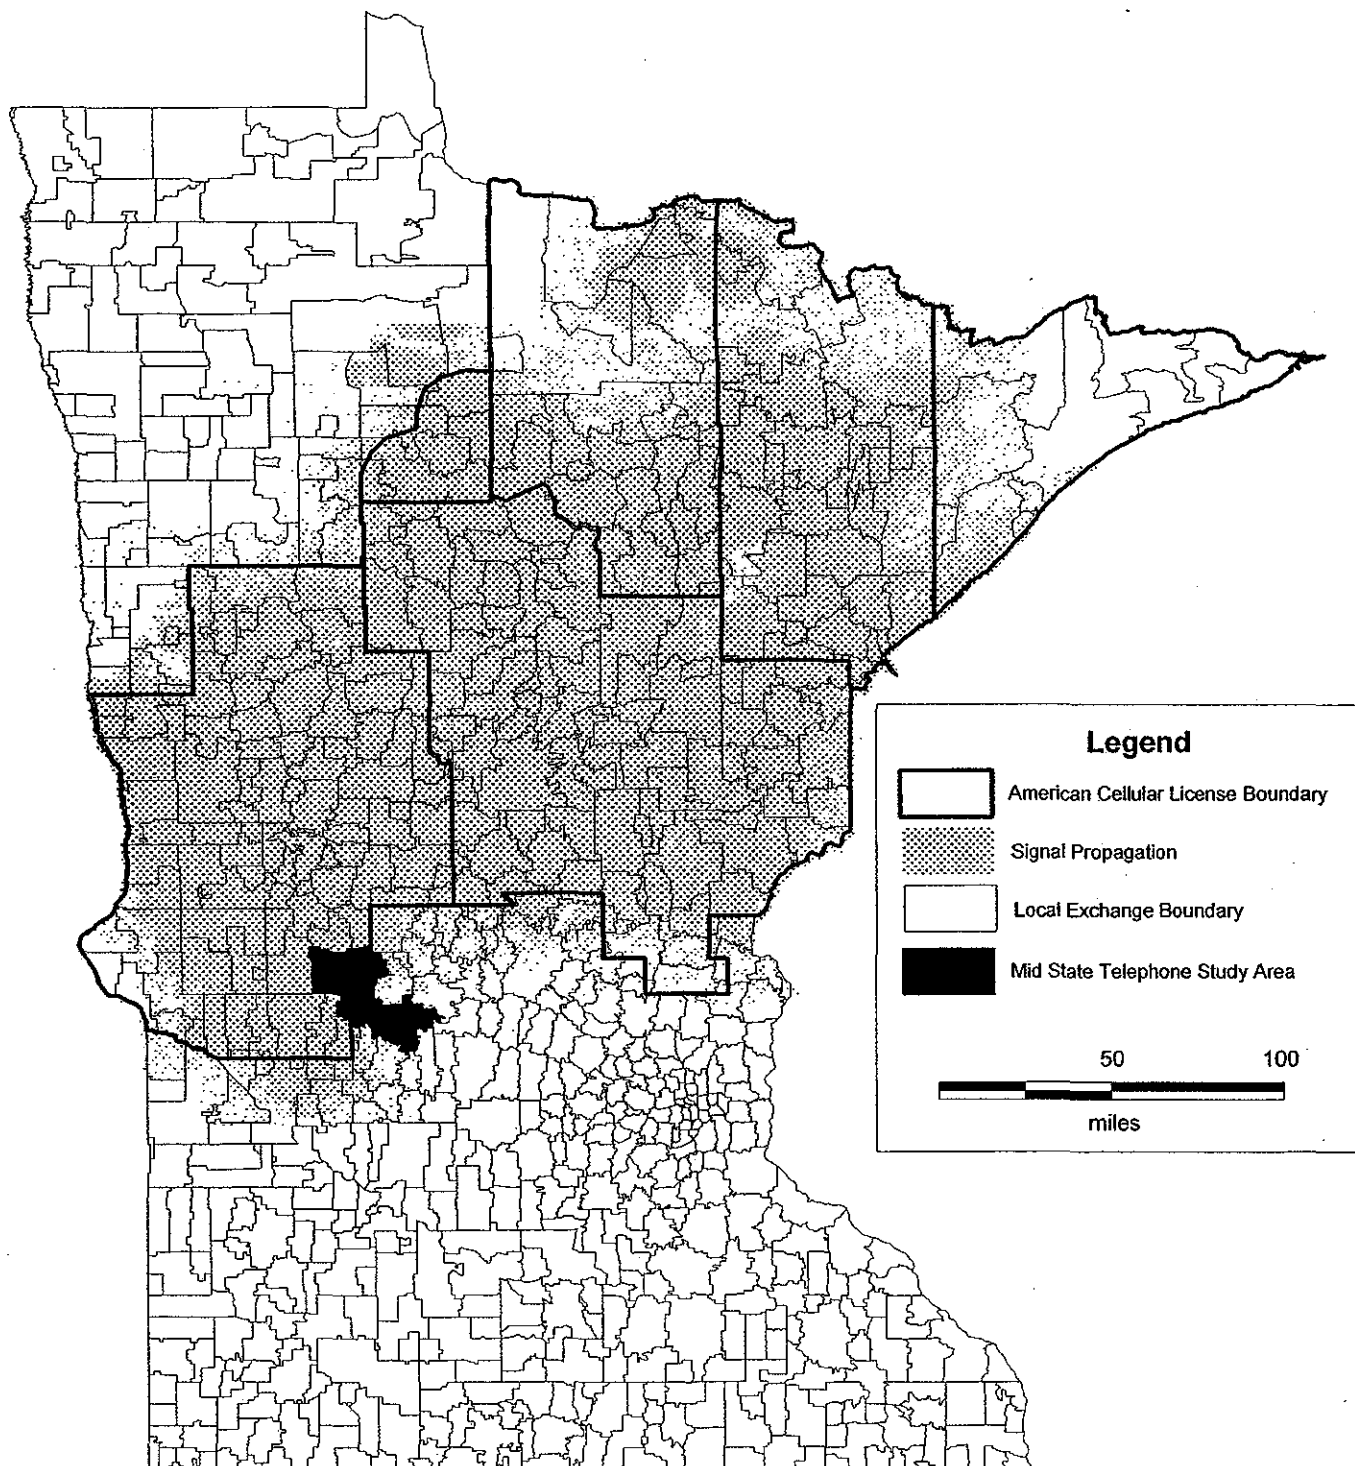 Legend
American Cellular License Boundary
Signal Propagation
Local Exchange Boundary
Mid State Telephone Study Area
50 100
miles